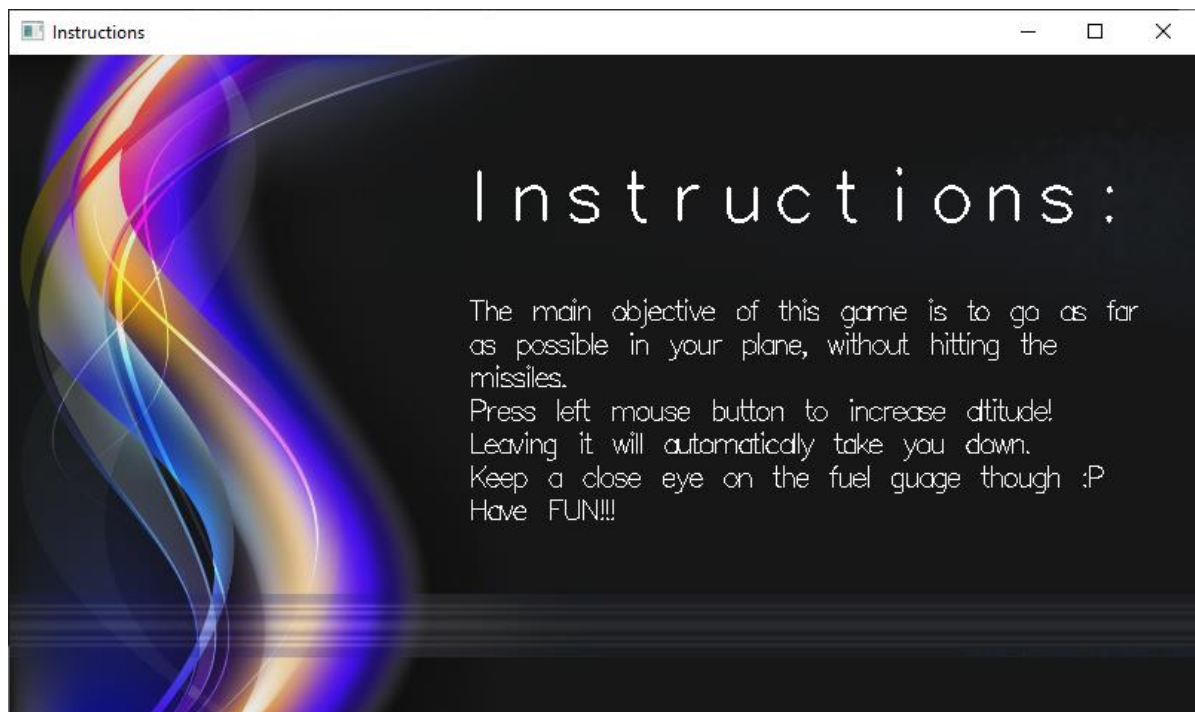 Instructions
Instructions:
The main objective of this game is to go as far
as possible in your plane, without hitting the
missiles.
Press left mouse button to increase altitude!
Leaving it will automatically take you down.
Keep a close eye on the fuel guage though :P
Have FUN!!!